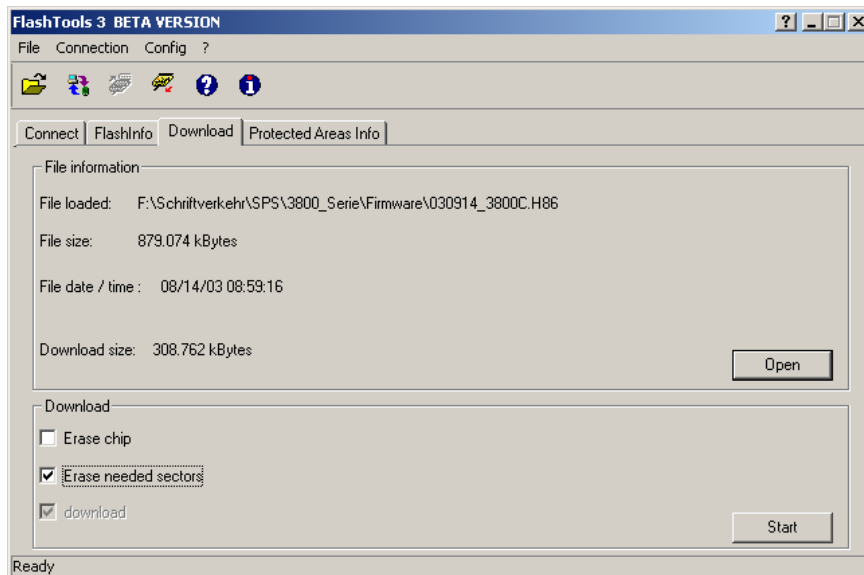 FlashTools 3 BETA VERSION
File Connection Config ?
Connect FlashInfo Download Protected Areas Info
File information
File loaded: F:\Schriftverkehr\SPS\3800_Serie\Firmware\030914_3800C.H86
File size: 879.074 kBytes
File date / time : 08/14/03 08:59:16
Download size: 308.762 kBytes
Open
Download
Erase chip
Erase needed sectors
download
Start
Ready